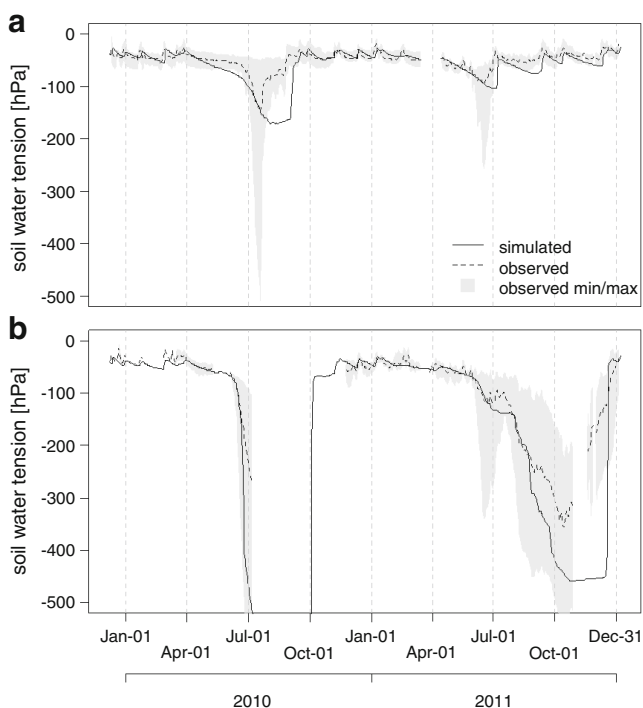 a
0
-100
-200
-300
-400
-500
soil water tension [hPa]
simulated
observed
observed min/max
b
0
-100
-200
-300
-400
-500
soil water tension [hPa]
Jan-01
Apr-01
Jul-01
Oct-01
Jan-01
Apr-01
Jul-01
Oct-01
Dec-31
2010
2011